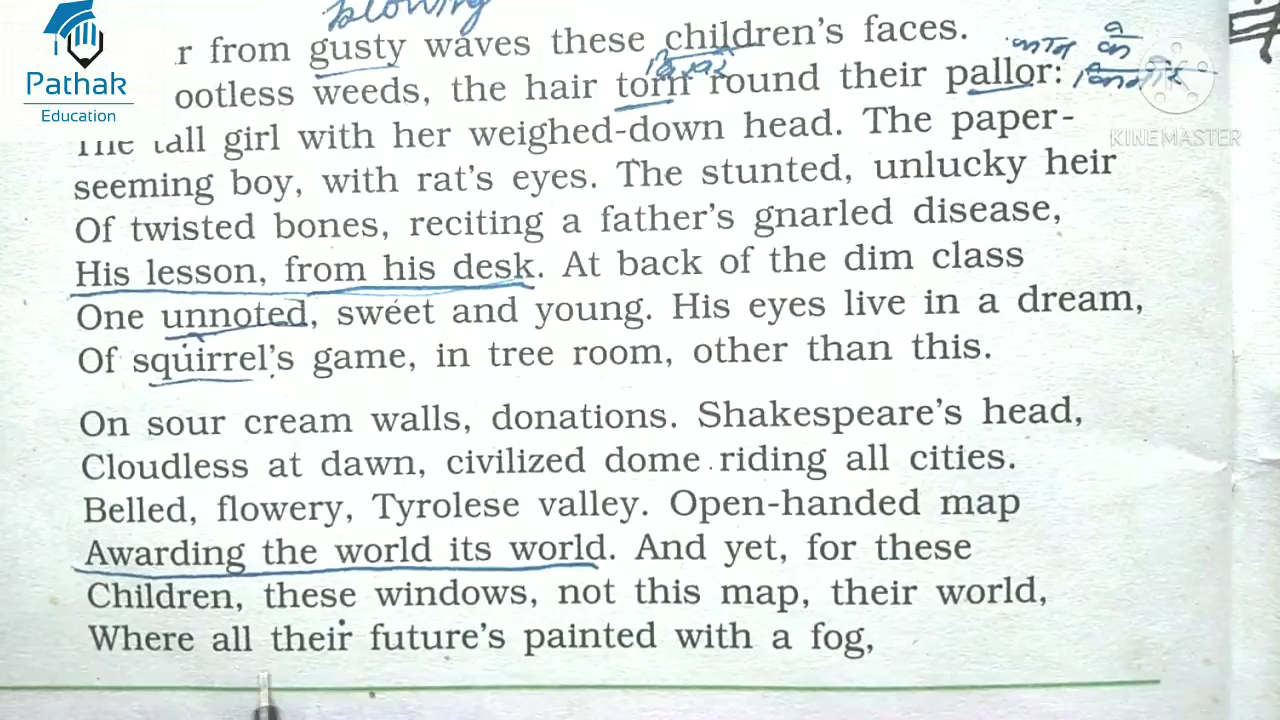 blowing
r from gusty waves these children's faces.
ootless weeds, the hair torn round their pallor:
Pathak
Education
KINEMASTER
The tall girl with her weighed-down head. The paper-
seeming boy, with rat's eyes. The stunted, unlucky heir
Of twisted bones, reciting a father's gnarled disease,
His lesson, from his desk. At back of the dim class
One unnoted, sweet and young. His eyes live in a dream,
Of squirrel's game, in tree room, other than this.
On sour cream walls, donations. Shakespeare's head,
Cloudless at dawn, civilized dome riding all cities.
Belled, flowery, Tyrolese valley. Open-handed map
Awarding the world its world. And yet, for these
Children, these windows, not this map, their world,
Where all their future's painted with a fog,